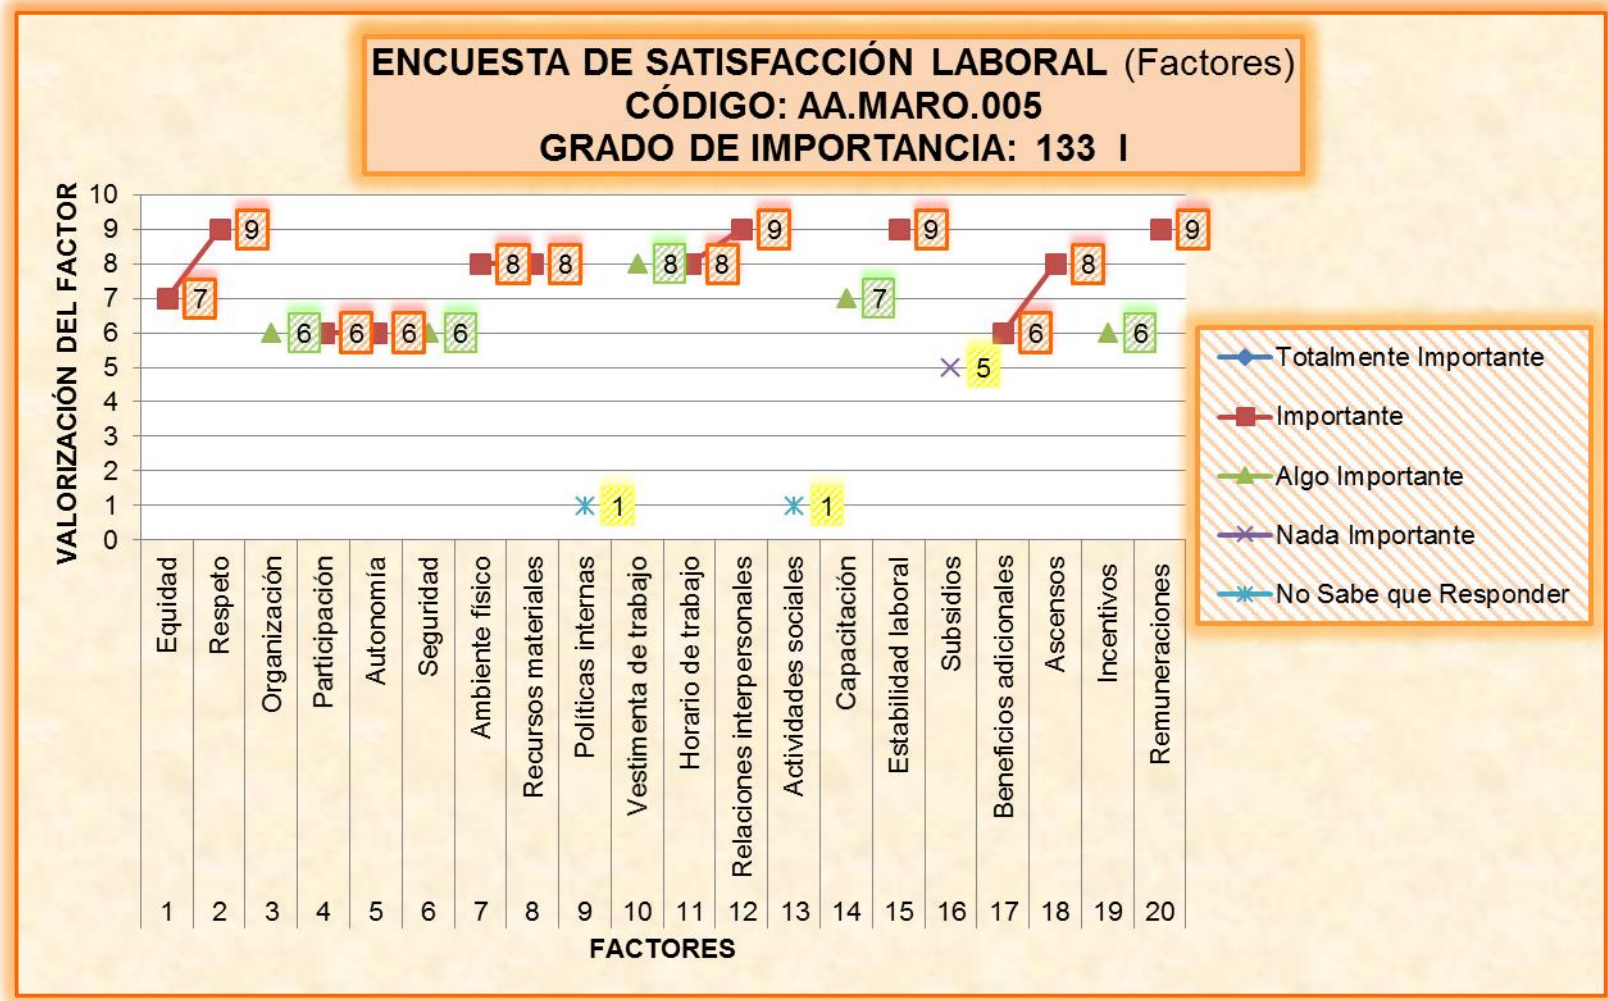 ENCUESTA DE SATISFACCIÓN LABORAL (Factores)
CÓDIGO: AA.MARO.005
GRADO DE IMPORTANCIA: 133 I
VALORIZACIÓN DEL FACTOR
10
9
8
7
6
5
4
3
2
1
0
7
9
6
6
6
6
8
8
1
8
8
9
1
7
9
5
6
8
6
9
Equidad
Respeto
Organización
Participación
Autonomía
Seguridad
Ambiente físico
Recursos materiales
Políticas internas
Vestimenta de trabajo
Horario de trabajo
Relaciones interpersonales
Actividades sociales
Capacitación
Estabilidad laboral
Subsidios
Beneficios adicionales
Ascensos
Incentivos
Remuneraciones
1 2 3 4 5 6 7 8 9 10 11 12 13 14 15 16 17 18 19 20
FACTORES
Totalmente Importante
Importante
Algo Importante
Nada Importante
No Sabe que Responder